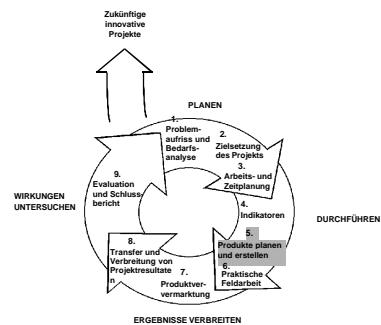 Zukünftige
innovative
Projekte
PLANEN
1.
Problem-
aufriss und
Bedarfs-
analyse
2.
Zielsetzung
des Projekts
3.
Arbeits- und
Zeitplanung
4.
Indikatoren
5.
Produkte planen
und erstellen
6.
Praktische
Feldarbeit
7.
Produktver-
vermarktung
8.
Transfer und
Verbreitung von
Projektresultate
n
9.
Evaluation
und Schluss-
bericht
WIRKUNGEN
UNTERSUCHEN
DURCHFÜHREN
ERGEBNISSE VERBREITEN